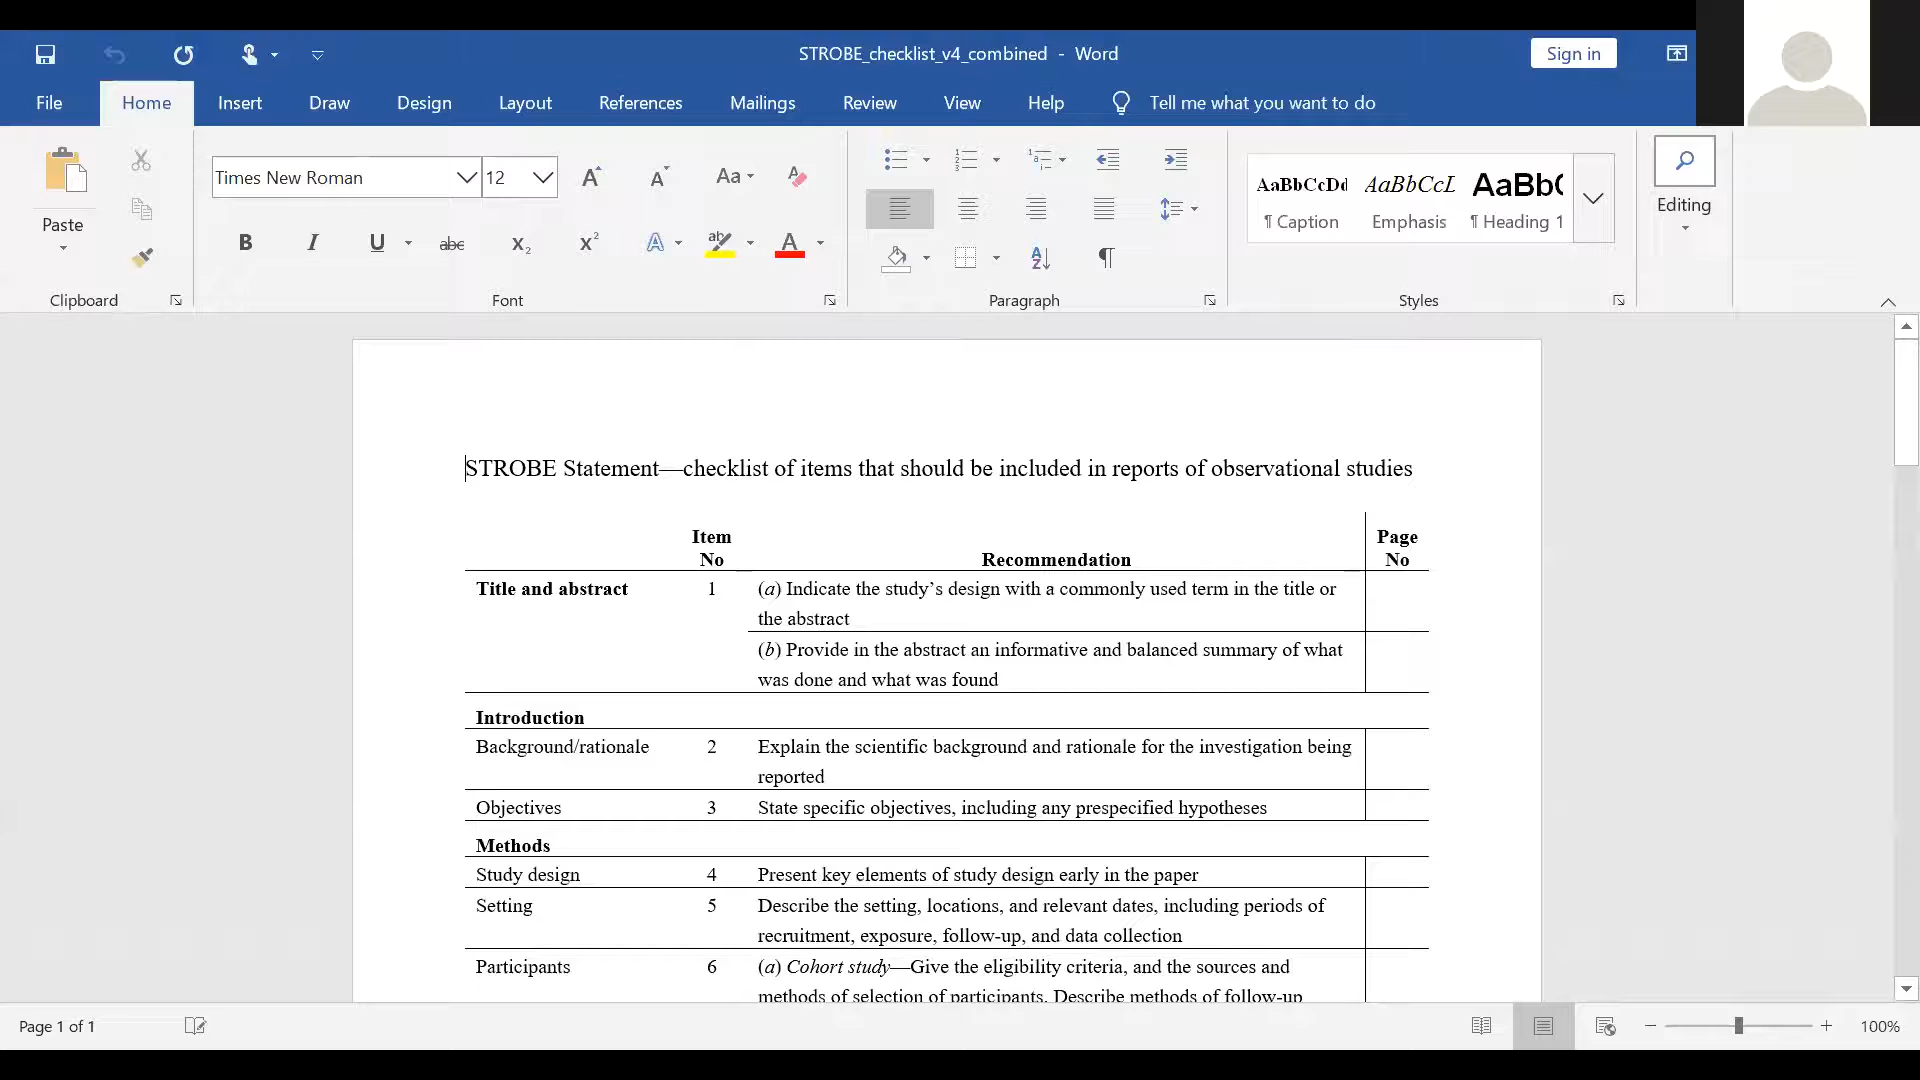 STROBE_checklist_v4_combined - Word
Sign in
File Home Insert Draw Design Layout References Mailings Review View Help Tell me what you want to do
Paste
Clipboard
Times New Roman 12
Aa
B I U abc X₂ X² A ab A
Font
Paragraph
AaBbCcDd AaBbCcL AaBbC
¶ Caption Emphasis ¶ Heading 1
Styles
Editing
STROBE Statement—checklist of items that should be included in reports of observational studies
Item
No
Recommendation
Page
No
Title and abstract 1 (a) Indicate the study’s design with a commonly used term in the title or
the abstract
(b) Provide in the abstract an informative and balanced summary of what
was done and what was found
Introduction
Background/rationale 2 Explain the scientific background and rationale for the investigation being
reported
Objectives 3 State specific objectives, including any prespecified hypotheses
Methods
Study design 4 Present key elements of study design early in the paper
Setting 5 Describe the setting, locations, and relevant dates, including periods of
recruitment, exposure, follow-up, and data collection
Participants 6 (a) Cohort study—Give the eligibility criteria, and the sources and
methods of selection of participants. Describe methods of follow-up
Page 1 of 1
100%